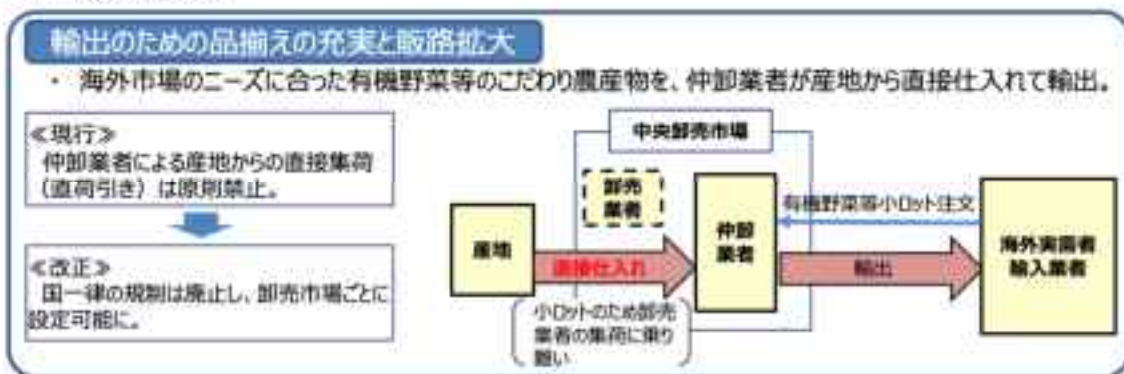 輸出のための品揃えの充実と販路拡大
・ 海外市場のニーズに合った有機野菜等のこだわり農産物を、仲卸業者が産地から直接仕入れて輸出。
≪現行≫
仲卸業者による産地からの直接集荷
（直荷引き）は原則禁止。
≪改正≫
国一律の規制は廃止し、卸売市場ごとに
設定可能に。
中央卸売市場
卸売
業者
産地
直接仕入れ
仲卸
業者
有機野菜等小ロット注文
輸出
海外実需者
輸入業者
小ロットのため卸売
業者の集荷に乗り
難い